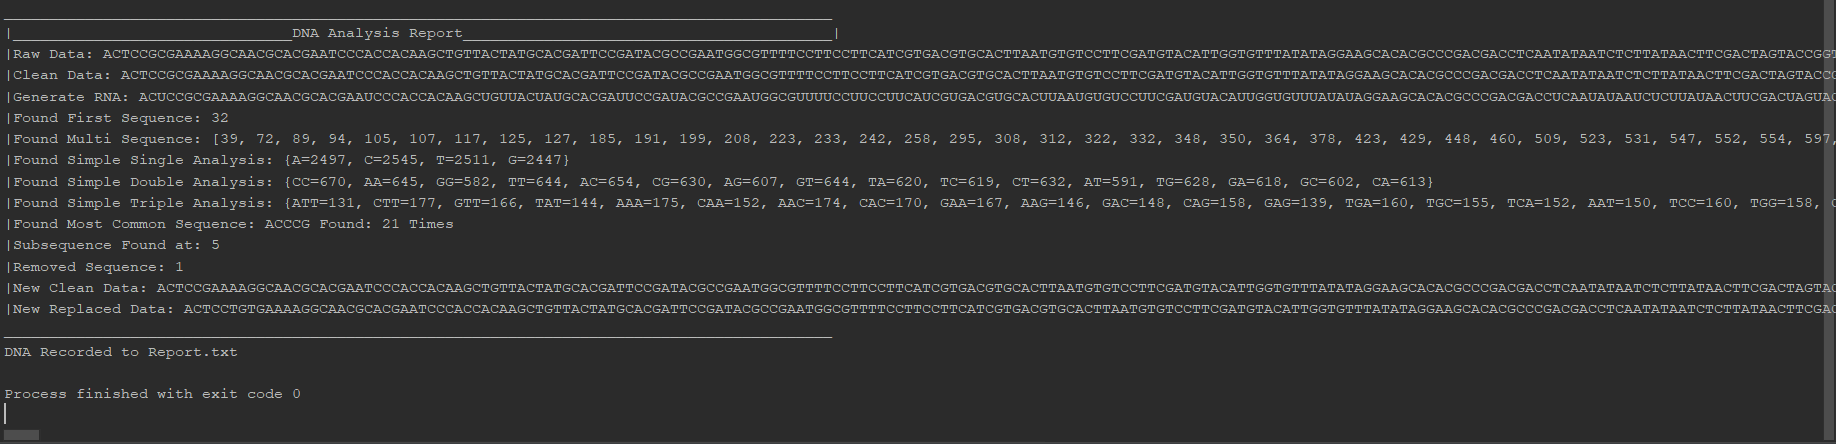 |_______________________________DNA Analysis Report_________________________________________|
|Raw Data: ACTCCGCGAAAAGGCAACGCACGAATCCCACCACAAGCTGTTACTATGCACGATTCCGATACGCCGAATGGCGTTTTCCTTCCTTCATCGTGACGTGCACTTAATGTGTCCTTCGATGTACATTGGTGTTTATATAGGAAGCACACGCCCGACGACCTCAATATAATCTCTTATAACTTCGACTAGTACCGGT
|Clean Data: ACTCCGCGAAAAGGCAACGCACGAATCCCACCACAAGCTGTTACTATGCACGATTCCGATACGCCGAATGGCGTTTTCCTTCCTTCATCGTGACGTGCACTTAATGTGTCCTTCGATGTACATTGGTGTTTATATAGGAAGCACACGCCCGACGACCTCAATATAATCTCTTATAACTTCGACTAGTACCG
|Generate RNA: ACUCCGCGAAAAGGCAACGCACGAAUCCCACCACAAGCUGUUACUAUGCACGAUUCCGAUACGCCGAAUGGCGUUUUCCUUCCUUCAUCGUGACGUGCACUUAAUGUGUCCUUCGAUGUACAUUGGUGUUUAUAUAGGAAGCACACGCCCGACGACCUCAAUAUAAUCUCUUAUAACUUCGACUAGUAC
|Found First Sequence: 32
|Found Multi Sequence: [39, 72, 89, 94, 105, 107, 117, 125, 127, 185, 191, 199, 208, 223, 233, 242, 258, 295, 308, 312, 322, 332, 348, 350, 364, 378, 423, 429, 448, 460, 509, 523, 531, 547, 552, 554, 597,
|Found Simple Single Analysis: {A=2497, C=2545, T=2511, G=2447}
|Found Simple Double Analysis: {CC=670, AA=645, GG=582, TT=644, AC=654, CG=630, AG=607, GT=644, TA=620, TC=619, CT=632, AT=591, TG=628, GA=618, GC=602, CA=613}
|Found Simple Triple Analysis: {ATT=131, CTT=177, GTT=166, TAT=144, AAA=175, CAA=152, AAC=174, CAC=170, GAA=167, AAG=146, GAC=148, CAG=158, GAG=139, TGA=160, TGC=155, TCA=152, AAT=150, TCC=160, TGG=158,
|Found Most Common Sequence: ACCCG Found: 21 Times
|Subsequence Found at: 5
|Removed Sequence: 1
|New Clean Data: ACTCCGAAAAGGCAACGCACGAATCCCACCACAAGCTGTTACTATGCACGATTCCGATACGCCGAATGGCGTTTTCCTTCCTTCATCGTGACGTGCACTTAATGTGTCCTTCGATGTACATTGGTGTTTATATAGGAAGCACACGCCCGACGACCTCAATATAATCTCTTATAACTTCGACTAGTAC
|New Replaced Data: ACTCCTGTGAAAAGGCAACGCACGAATCCCACCACAAGCTGTTACTATGCACGATTCCGATACGCCGAATGGCGTTTTCCTTCCTTCATCGTGACGTGCACTTAATGTGTCCTTCGATGTACATTGGTGTTTATATAGGAAGCACACGCCCGACGACCTCAATATAATCTCTTATAACTTCGAC
DNA Recorded to Report.txt
Process finished with exit code 0